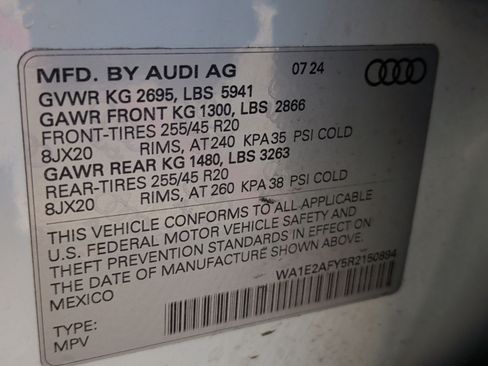 MFD. BY AUDI AG 07 24
GVWR KG 2695, LBS 5941
GAWR FRONT KG 1300, LBS 2866
FRONT-TIRES 255/45 R20
8JX20 RIMS, AT 240 KPA 35 PSI COLD
GAWR REAR KG 1480, LBS 3263
REAR-TIRES 255/45 R20
8JX20 RIMS, AT 260 KPA 38 PSI COLD
THIS VEHICLE CONFORMS TO ALL APPLICABLE
U.S. FEDERAL MOTOR VEHICLE SAFETY AND
THEFT PREVENTION STANDARDS IN EFFECT ON
THE DATE OF MANUFACTURE SHOWN ABOVE.
MEXICO WA1E2AFY5R2150894
TYPE:
MPV